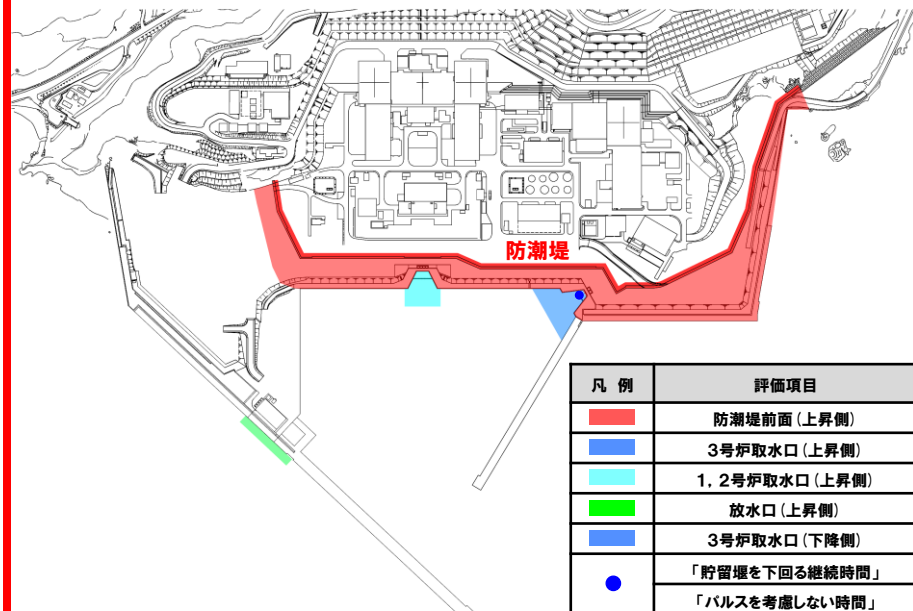 防潮堤
凡 例
評価項目
防潮堤前面(上昇側)
3号炉取水口(上昇側)
1,2号炉取水口(上昇側)
放水口(上昇側)
3号炉取水口(下降側)
「貯留堰を下回る継続時間」
「パルスを考慮しない時間」